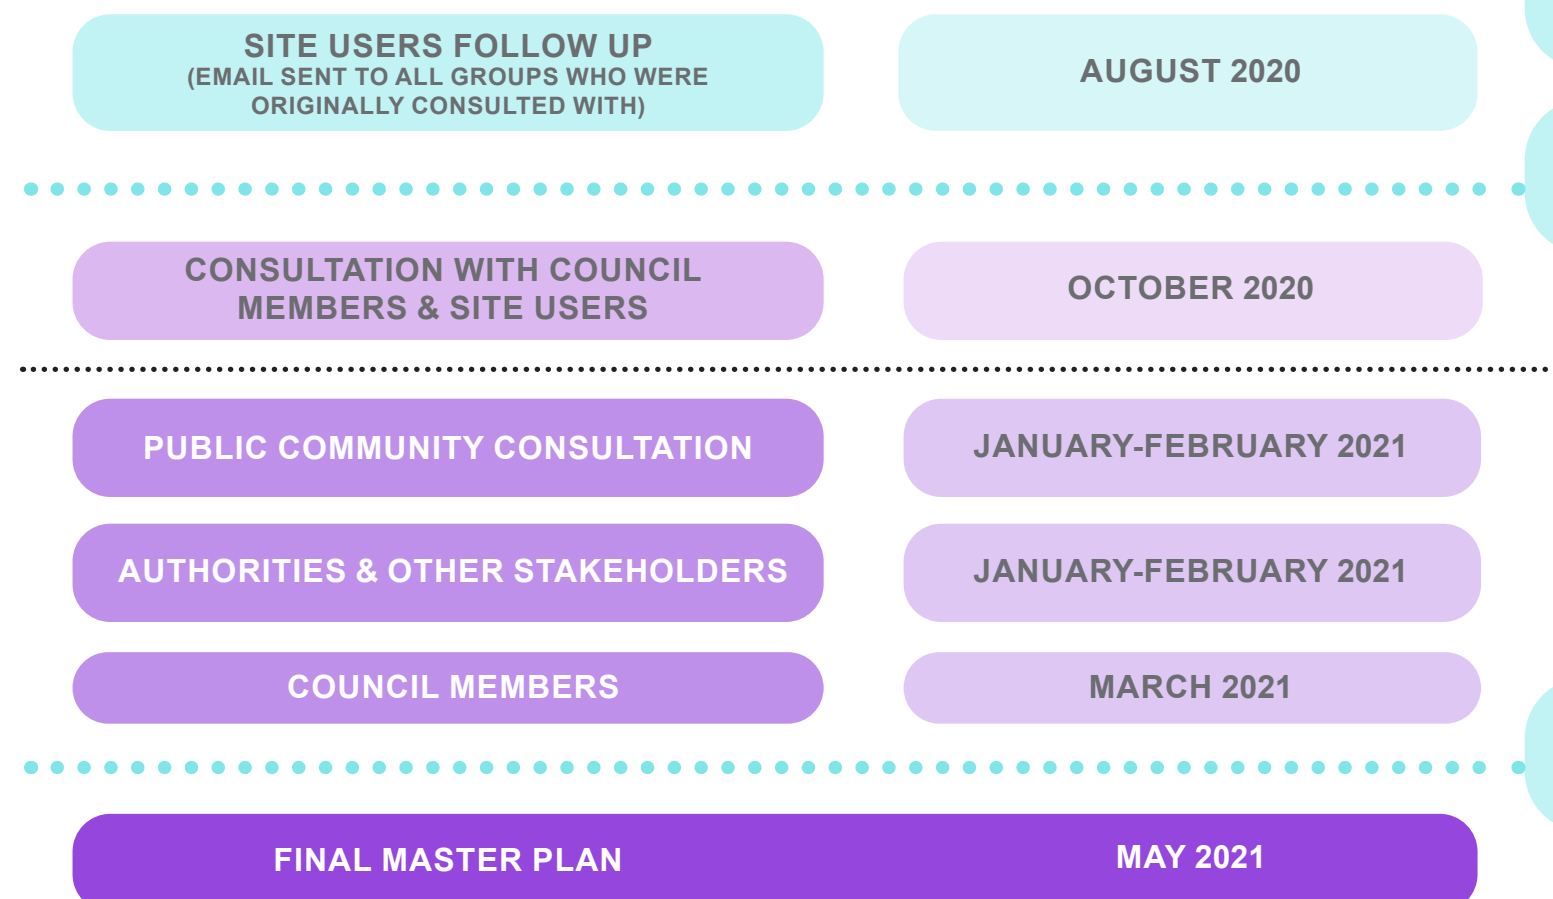 SITE USERS FOLLOW UP
(EMAIL SENT TO ALL GROUPS WHO WERE
ORIGINALLY CONSULTED WITH)
AUGUST 2020
CONSULTATION WITH COUNCIL
MEMBERS & SITE USERS
OCTOBER 2020
PUBLIC COMMUNITY CONSULTATION
JANUARY-FEBRUARY 2021
AUTHORITIES & OTHER STAKEHOLDERS
JANUARY-FEBRUARY 2021
COUNCIL MEMBERS
MARCH 2021
FINAL MASTER PLAN
MAY 2021